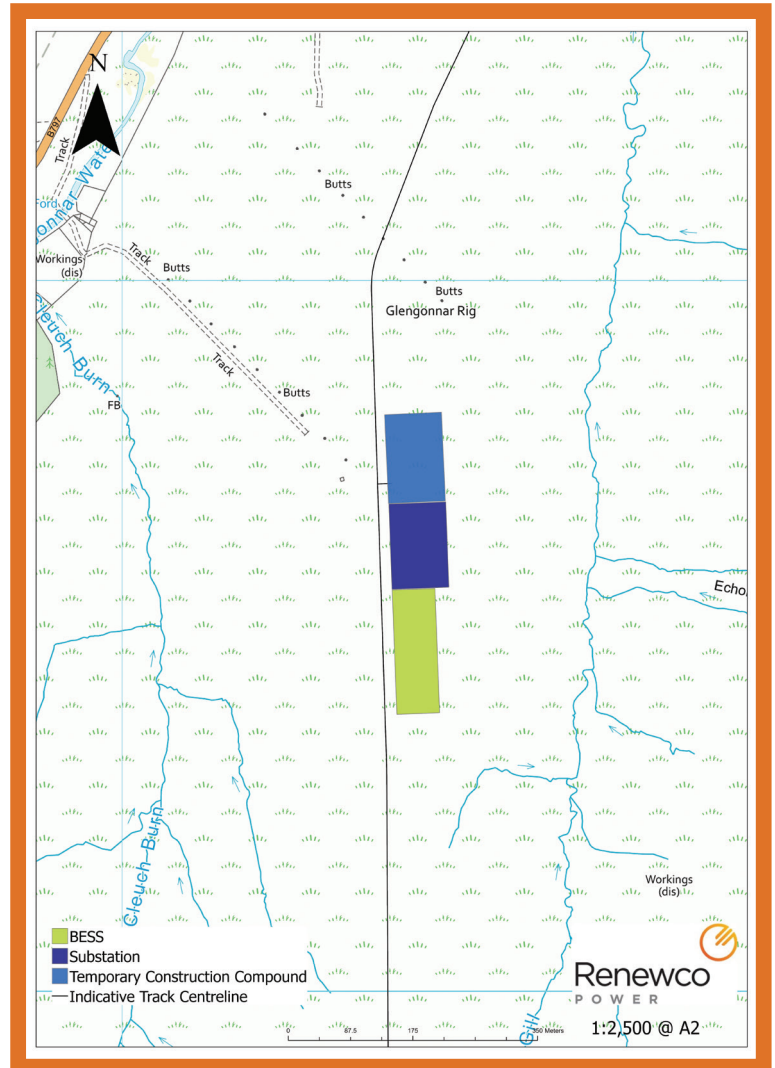 N
B797
Track
Ford
onnar Water
Butts
Track
Butts
Workings
(dis)
Butts
Glengonnar Rig
Cleuch Burn
Track
Butts
FB
Echo
Workings
(dis)
Cleuch Burn
BESS
Substation
Temporary Construction Compound
Indicative Track Centreline
Renewco
POWER
1:2,500 @ A2
0 87.5 175 350 Meters
Gill